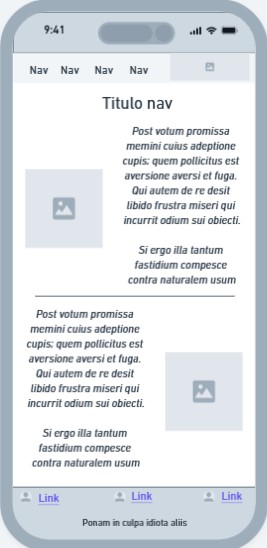 9:41
Nav Nav Nav Nav
Titulo nav
Post votum promissa
memini cuius adeptione
cupis; quem pollicitus est
aversione aversi et fuga.
Qui autem de re desit
libido frustra miseri qui
incurrit odium sui obiecti.
Si ergo illa tantum
fastidium compesce
contra naturalem usum
Post votum promissa
memini cuius adeptione
cupis; quem pollicitus est
aversione aversi et fuga.
Qui autem de re desit
libido frustra miseri qui
incurrit odium sui obiecti.
Si ergo illa tantum
fastidium compesce
contra naturalem usum
Link Link Link
Ponam in culpa idiota aliis